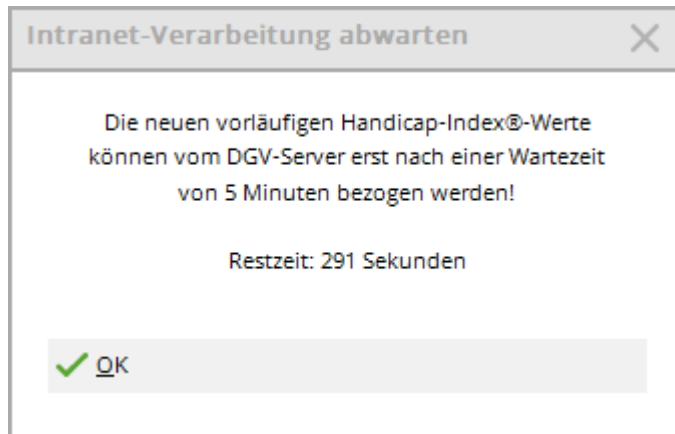 Intranet-Verarbeitung abwarten
Die neuen vorläufigen Handicap-Index®-Werte
können vom DGV-Server erst nach einer Wartezeit
von 5 Minuten bezogen werden!
Restzeit: 291 Sekunden
OK